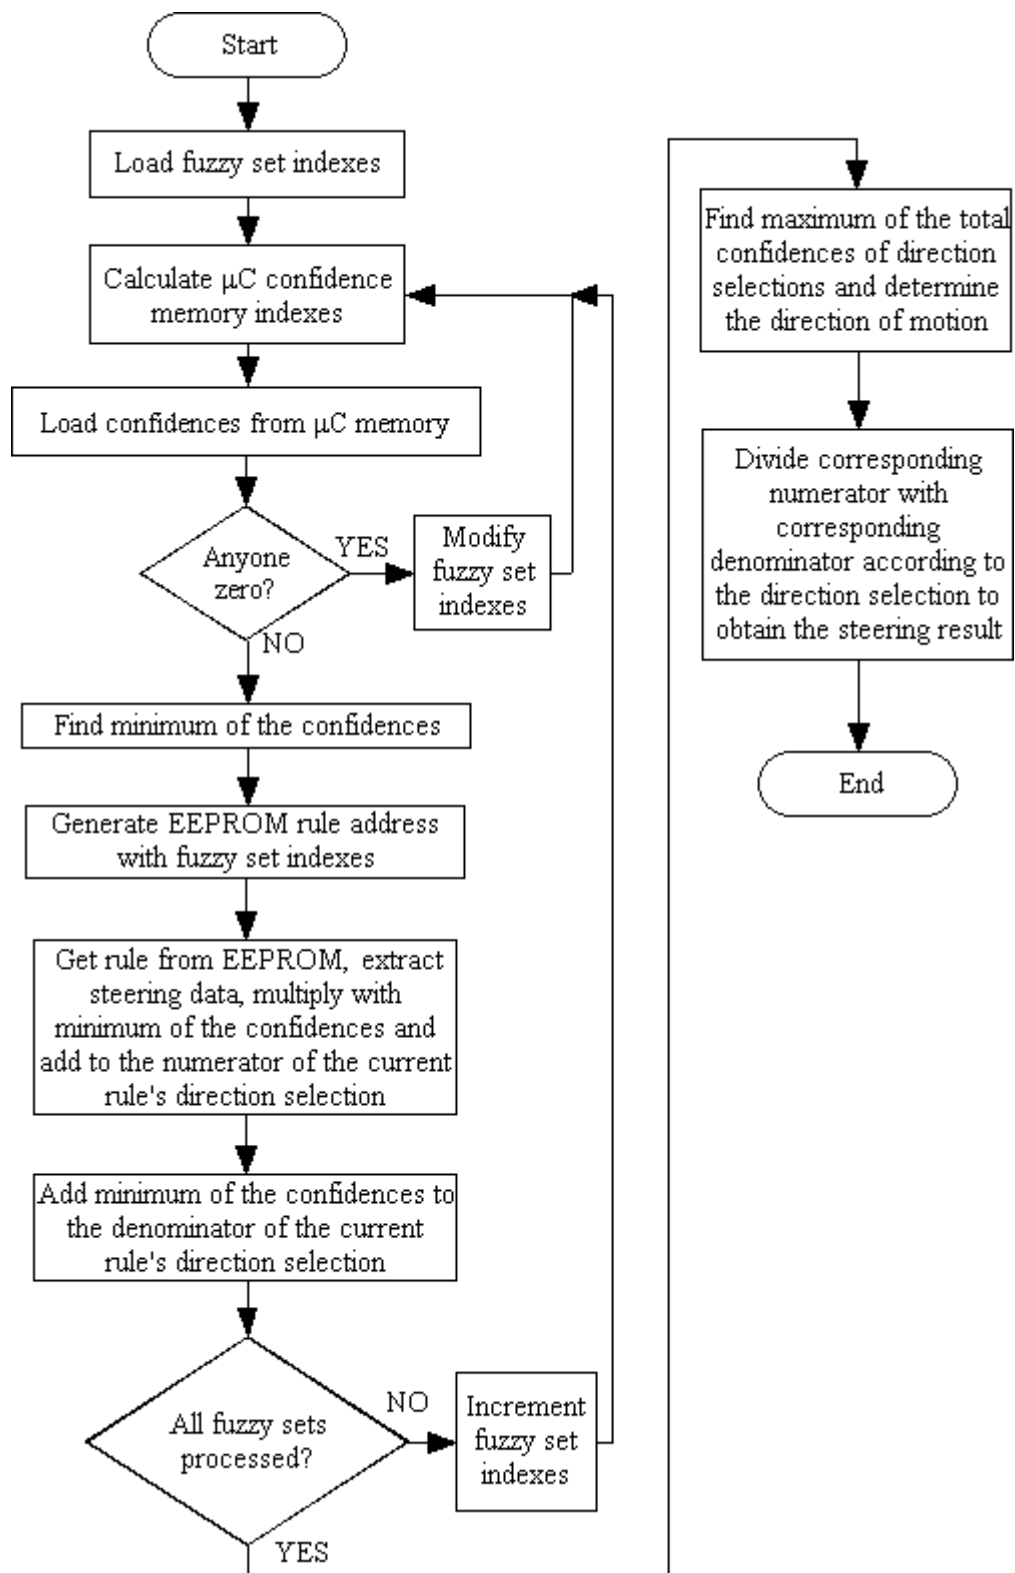 Start
Load fuzzy set indexes
Calculate μC confidence
memory indexes
Load confidences from μC memory
Anyone
zero?
YES
Modify
fuzzy set
indexes
NO
Find minimum of the confidences
Generate EEPROM rule address
with fuzzy set indexes
Get rule from EEPROM, extract
steering data, multiply with
minimum of the confidences and
add to the numerator of the current
rule's direction selection
Add minimum of the confidences to
the denominator of the current
rule's direction selection
All fuzzy sets
processed?
NO
Increment
fuzzy set
indexes
YES
Find maximum of the total
confidences of direction
selections and determine
the direction of motion
Divide corresponding
numerator with
corresponding
denominator according to
the direction selection to
obtain the steering result
End